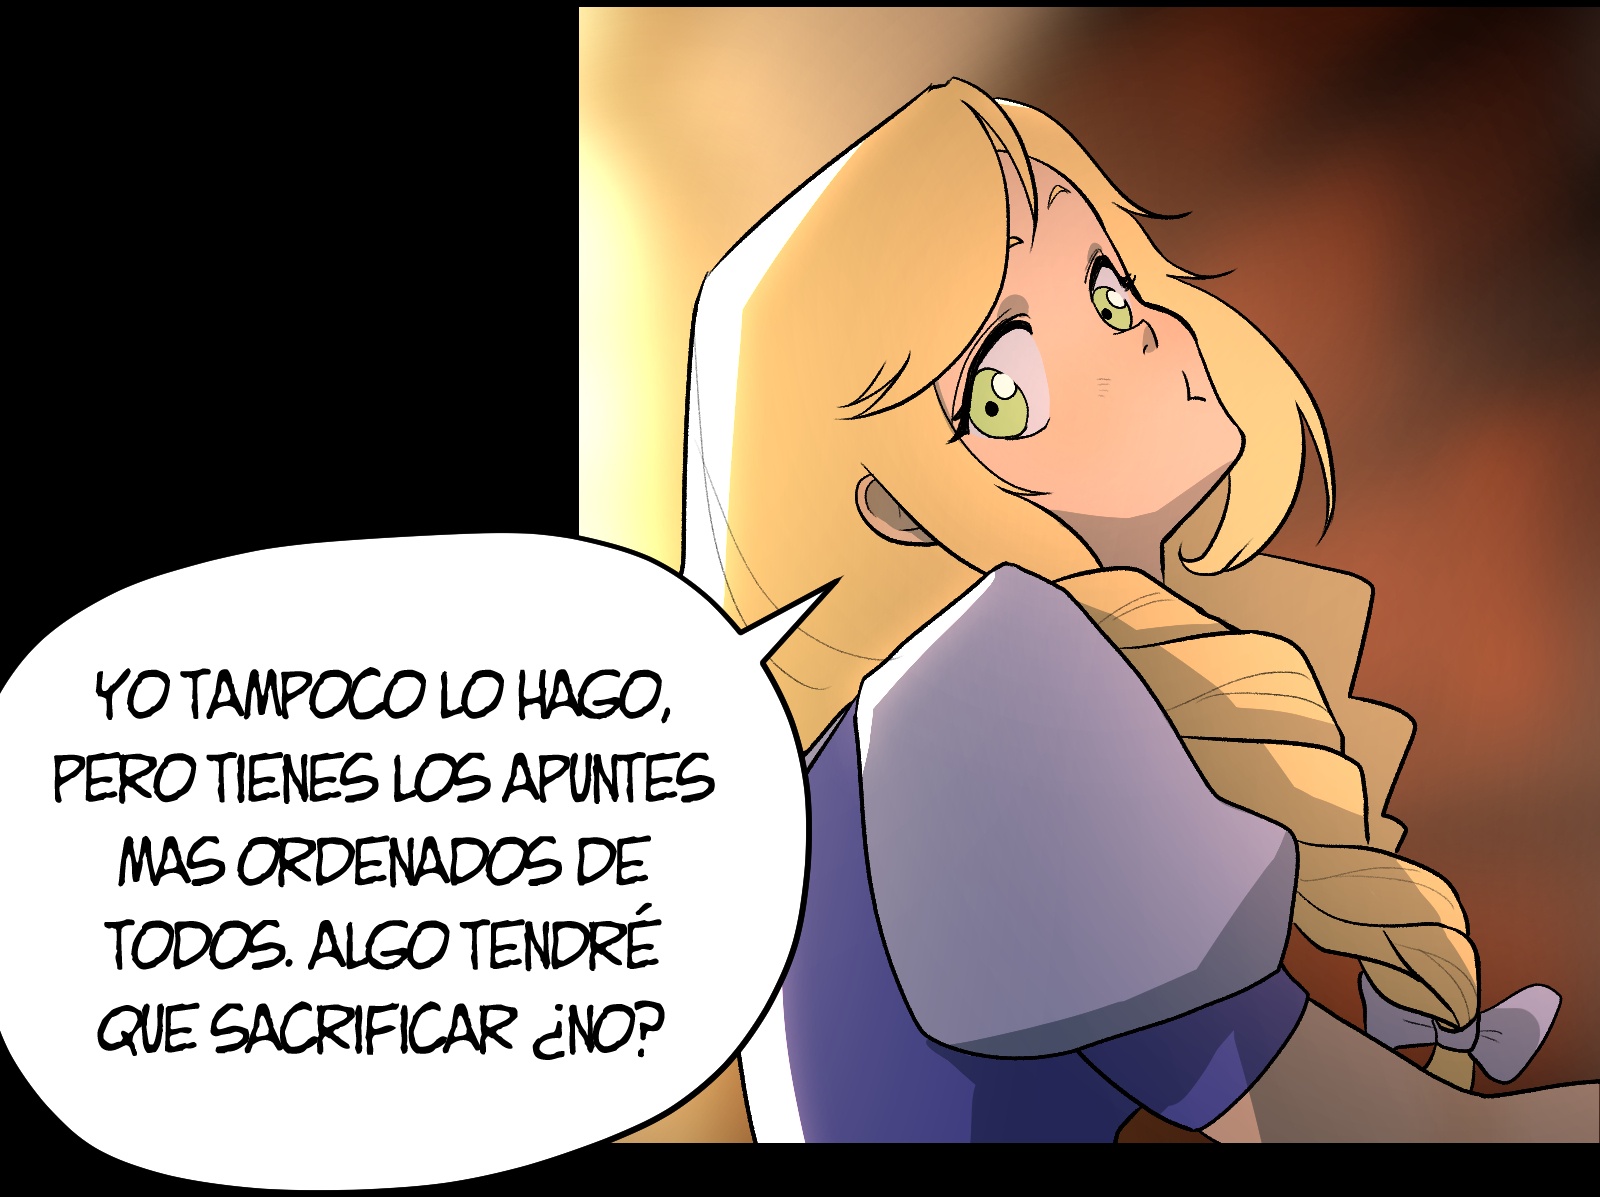 YO TAMPOCO LO HAGO,
PERO TIENES LOS APUNTES
MAS ORDENADOS DE
TODOS. ALGO TENDRÉ
QUE SACRIFICAR ¿NO?